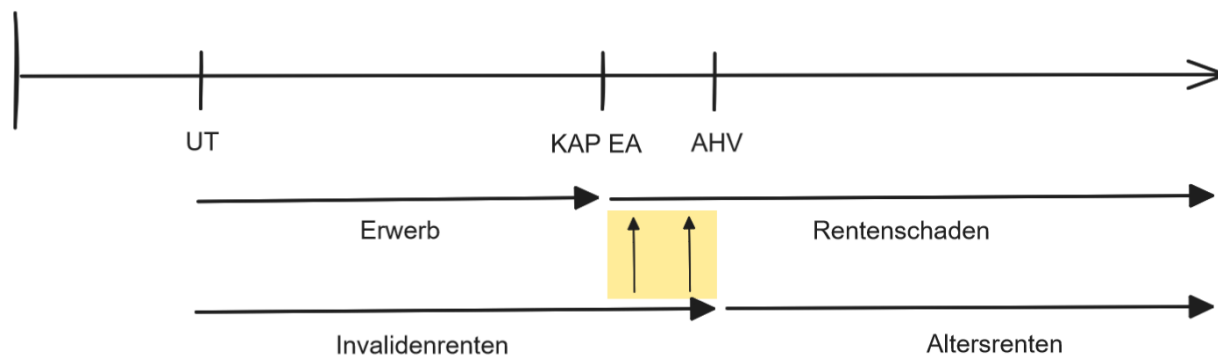 UT
KAP EA
AHV
Erwerb
Rentenschaden
Invalidenrenten
Altersrenten